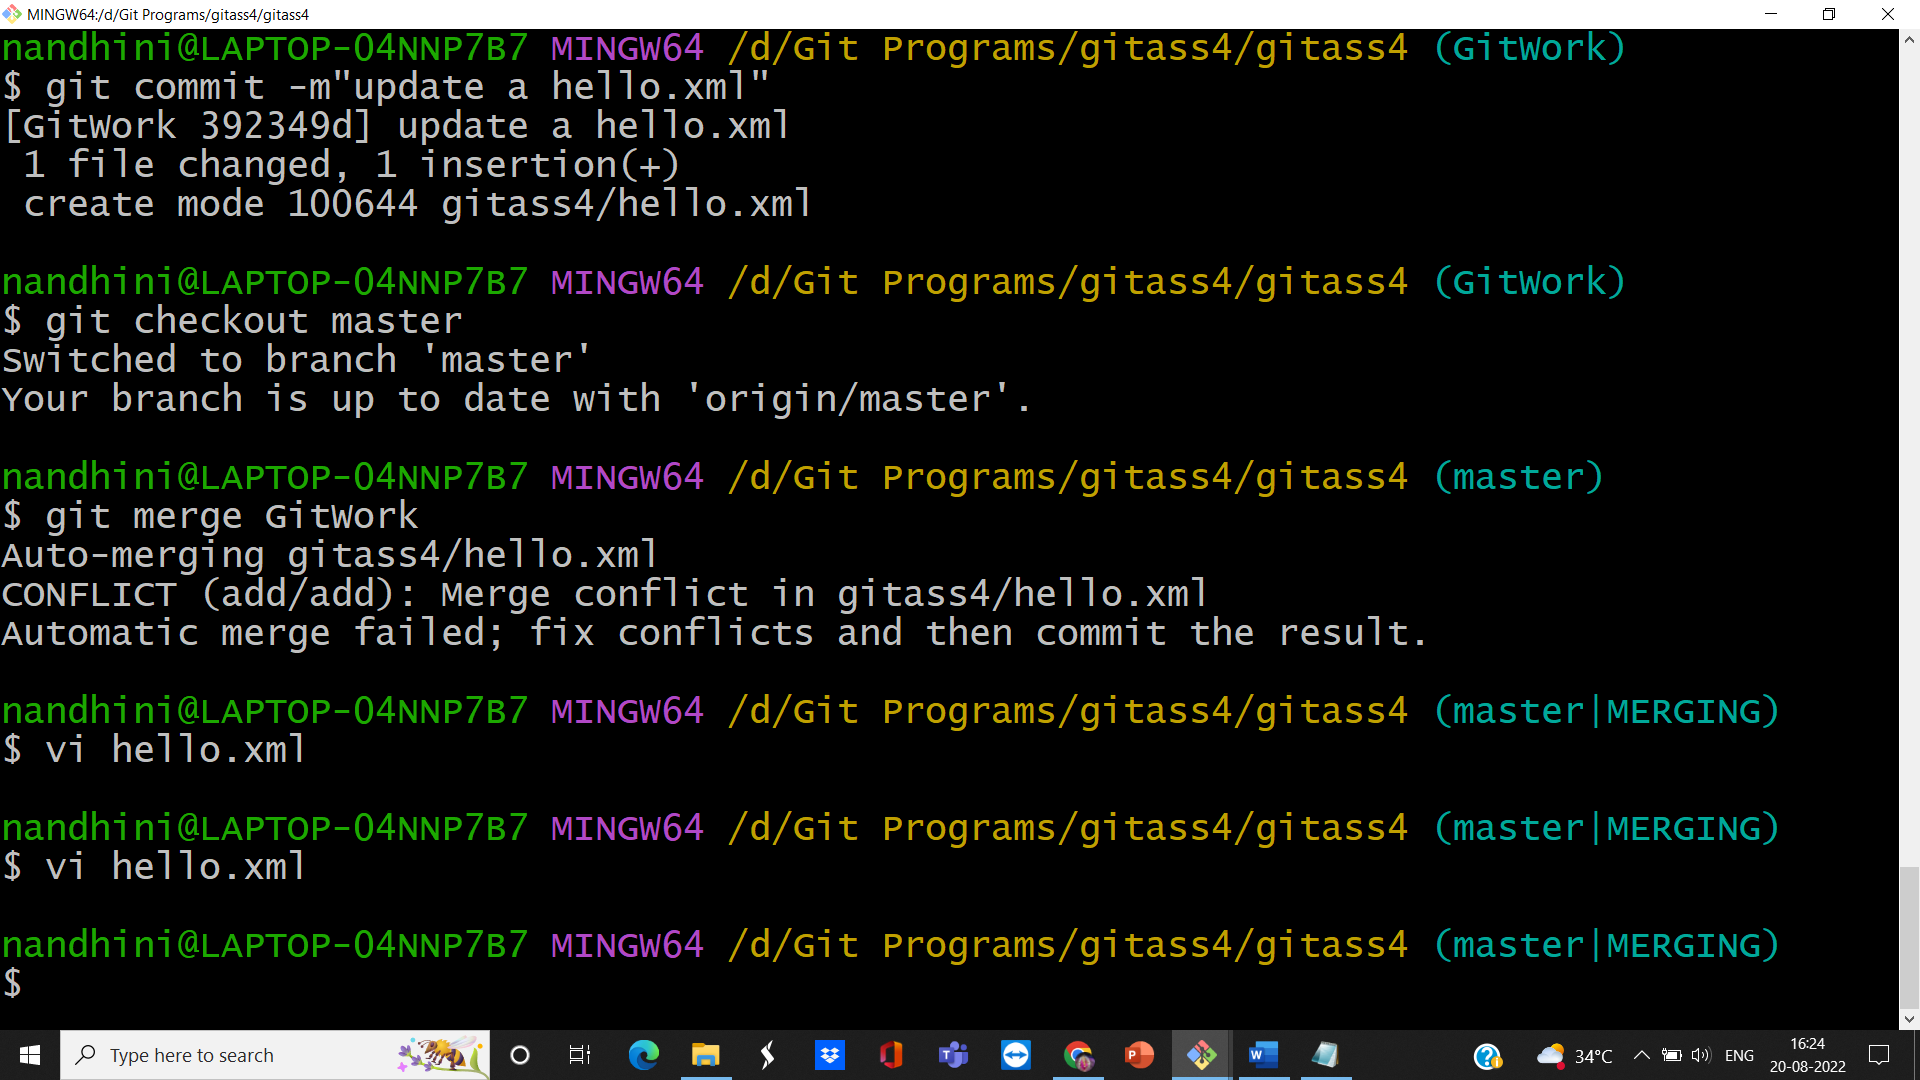 MINGW64:/d/Git Programs/gitass4/gitass4
nandhini@LAPTOP-O4NNP7B7 MINGW64 /d/Git Programs/gitass4/gitass4 (GitWork)
$ git commit -m"update a hello.xml"
[GitWork 392349d] update a hello.xml
 1 file changed, 1 insertion(+)
 create mode 100644 gitass4/hello.xml
nandhini@LAPTOP-O4NNP7B7 MINGW64 /d/Git Programs/gitass4/gitass4 (GitWork)
$ git checkout master
Switched to branch 'master'
Your branch is up to date with 'origin/master'.
nandhini@LAPTOP-O4NNP7B7 MINGW64 /d/Git Programs/gitass4/gitass4 (master)
$ git merge GitWork
Auto-merging gitass4/hello.xml
CONFLICT (add/add): Merge conflict in gitass4/hello.xml
Automatic merge failed; fix conflicts and then commit the result.
nandhini@LAPTOP-O4NNP7B7 MINGW64 /d/Git Programs/gitass4/gitass4 (master|MERGING)
$ vi hello.xml
nandhini@LAPTOP-O4NNP7B7 MINGW64 /d/Git Programs/gitass4/gitass4 (master|MERGING)
$ vi hello.xml
nandhini@LAPTOP-O4NNP7B7 MINGW64 /d/Git Programs/gitass4/gitass4 (master|MERGING)
$
Type here to search
34°C
ENG
16:24
20-08-2022